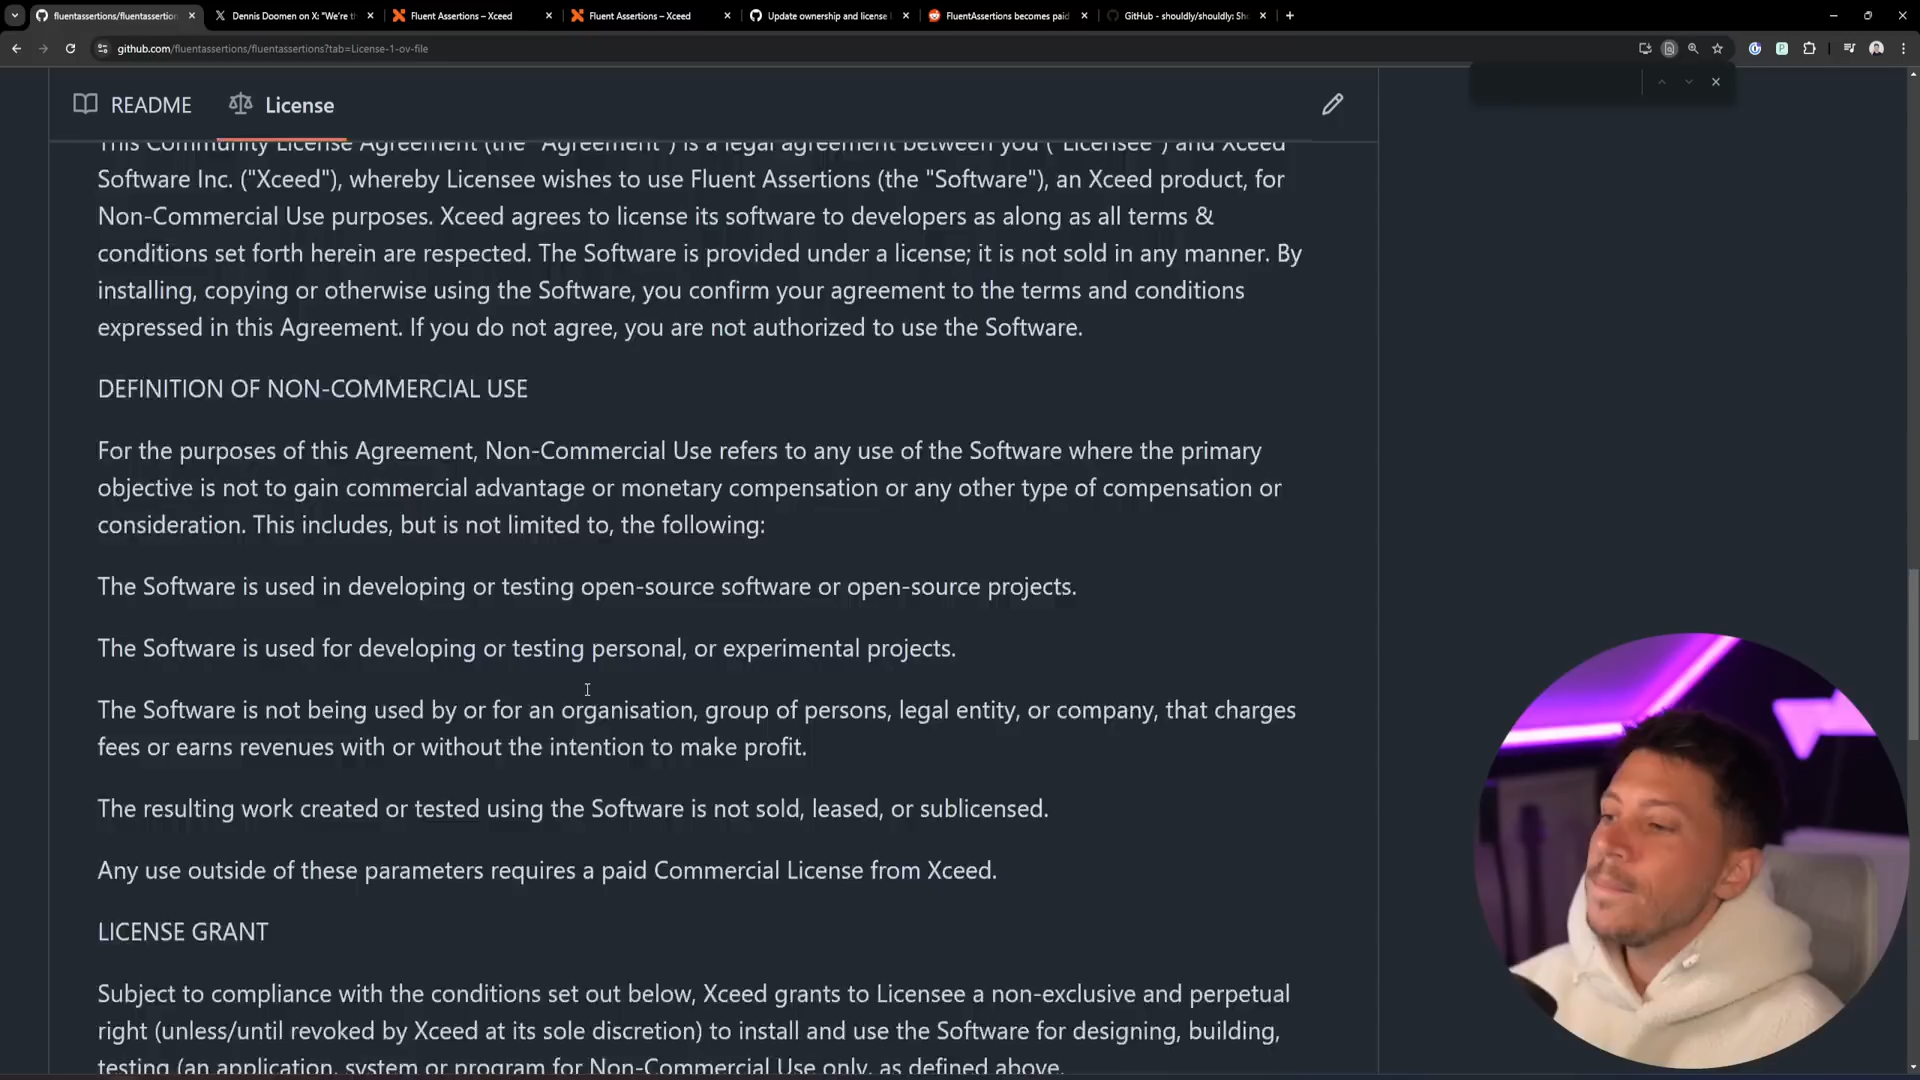 fluentassertions/fluentassertion
Dennis Doomen on X: "We're t
Fluent Assertions – Xceed
Fluent Assertions – Xceed
Update ownership and license
FluentAssertions becomes paid
GitHub - shouldly/shouldly: Sh
github.com/fluentassertions/fluentassertions?tab=License-1-ov-file
README
License
This Community License Agreement (the "Agreement") is a legal agreement between you ("Licensee") and Xceed
Software Inc. ("Xceed"), whereby Licensee wishes to use Fluent Assertions (the "Software"), an Xceed product, for
Non-Commercial Use purposes. Xceed agrees to license its software to developers as along as all terms &
conditions set forth herein are respected. The Software is provided under a license; it is not sold in any manner. By
installing, copying or otherwise using the Software, you confirm your agreement to the terms and conditions
expressed in this Agreement. If you do not agree, you are not authorized to use the Software.
DEFINITION OF NON-COMMERCIAL USE
For the purposes of this Agreement, Non-Commercial Use refers to any use of the Software where the primary
objective is not to gain commercial advantage or monetary compensation or any other type of compensation or
consideration. This includes, but is not limited to, the following:
The Software is used in developing or testing open-source software or open-source projects.
The Software is used for developing or testing personal, or experimental projects.
The Software is not being used by or for an organisation, group of persons, legal entity, or company, that charges
fees or earns revenues with or without the intention to make profit.
The resulting work created or tested using the Software is not sold, leased, or sublicensed.
Any use outside of these parameters requires a paid Commercial License from Xceed.
LICENSE GRANT
Subject to compliance with the conditions set out below, Xceed grants to Licensee a non-exclusive and perpetual
right (unless/until revoked by Xceed at its sole discretion) to install and use the Software for designing, building,
testing (an application, system or program for Non-Commercial Use only, as defined above.